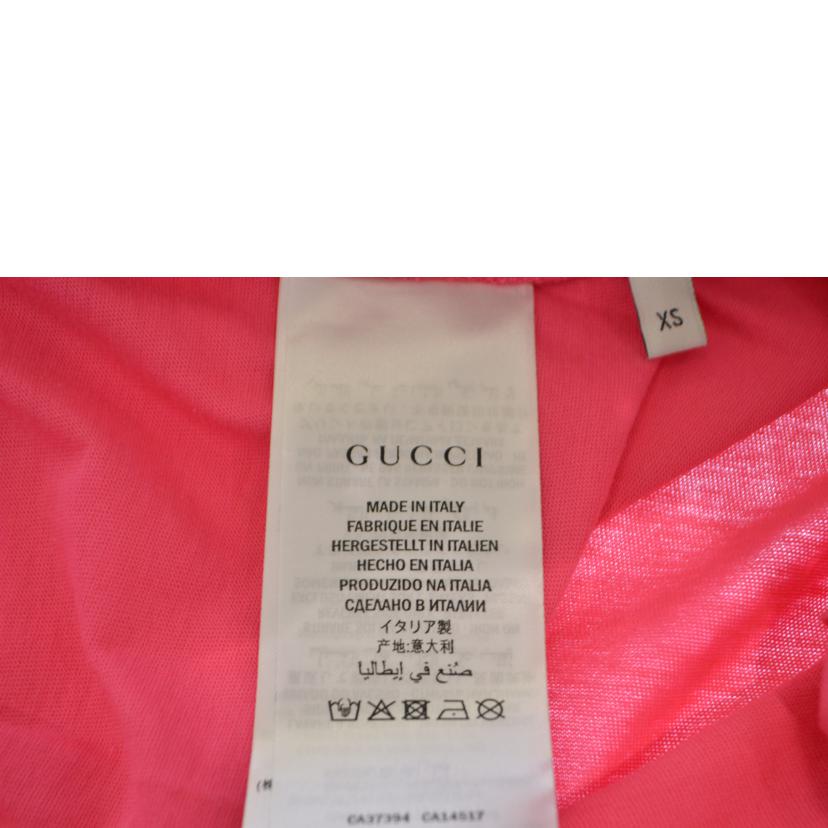 XS
GUCCI
MADE IN ITALY
FABRIQUE EN ITALIE
HERGESTELLT IN ITALIEN
HECHO EN ITALIA
PRODUZIDO NA ITALIA
СДЕЛАНО В ИТАЛИИ
イタリア製
产地:意大利
صُنع في إيطاليا
CA37394 CA14517